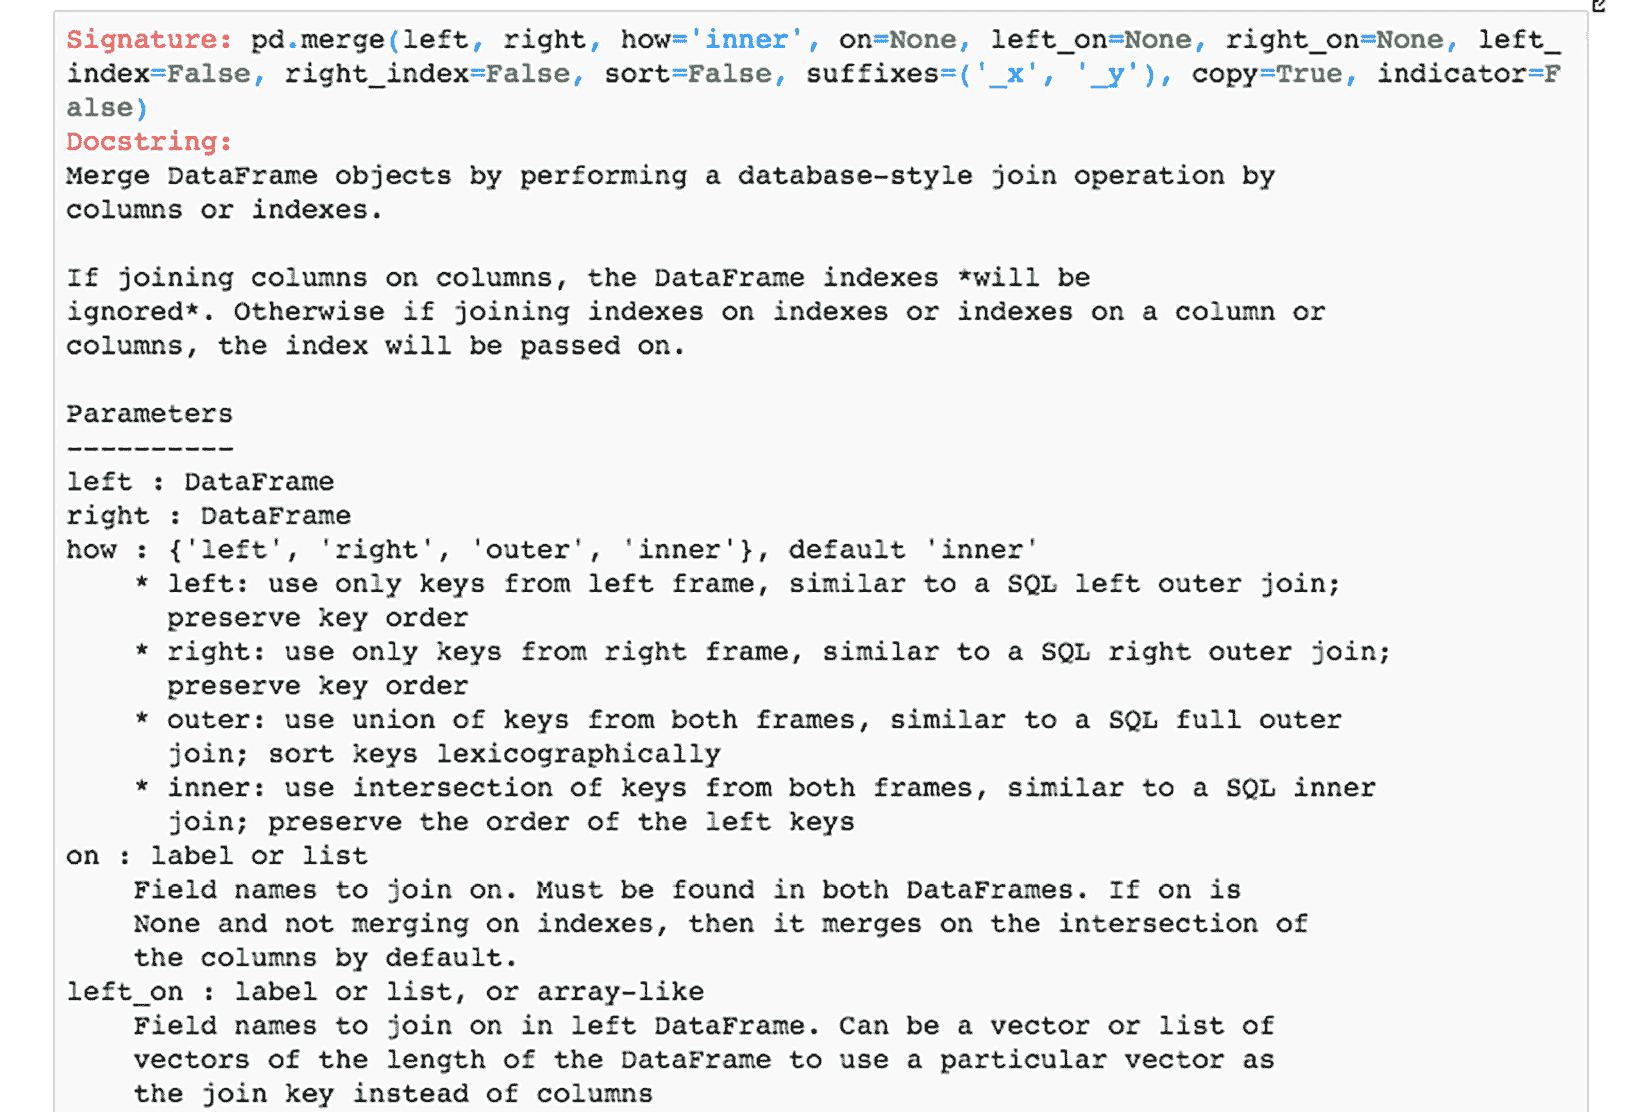 Signature: pd.merge(left, right, how='inner', on=None, left_on=None, right_on=None, left_
index=False, right_index=False, sort=False, suffixes=('_x', '_y'), copy=True, indicator=F
alse)
Docstring:
Merge DataFrame objects by performing a database-style join operation by
columns or indexes.

If joining columns on columns, the DataFrame indexes *will be
ignored*. Otherwise if joining indexes on indexes or indexes on a column or
columns, the index will be passed on.

Parameters
----------
left : DataFrame
right : DataFrame
how : {'left', 'right', 'outer', 'inner'}, default 'inner'
    * left: use only keys from left frame, similar to a SQL left outer join;
      preserve key order
    * right: use only keys from right frame, similar to a SQL right outer join;
      preserve key order
    * outer: use union of keys from both frames, similar to a SQL full outer
      join; sort keys lexicographically
    * inner: use intersection of keys from both frames, similar to a SQL inner
      join; preserve the order of the left keys
on : label or list
    Field names to join on. Must be found in both DataFrames. If on is
    None and not merging on indexes, then it merges on the intersection of
    the columns by default.
left_on : label or list, or array-like
    Field names to join on in left DataFrame. Can be a vector or list of
    vectors of the length of the DataFrame to use a particular vector as
    the join key instead of columns